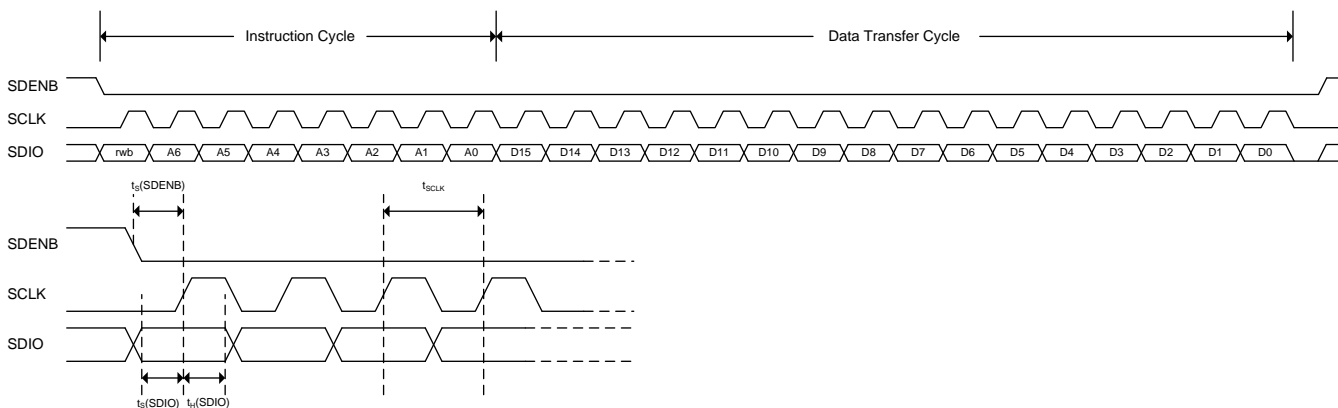 Instruction Cycle
Data Transfer Cycle
SDENB
SCLK
SDIO
rwb A6 A5 A4 A3 A2 A1 A0 D15 D14 D13 D12 D11 D10 D9 D8 D7 D6 D5 D4 D3 D2 D1 D0
tS(SDENB)
tSCLK
SDENB
SCLK
SDIO
tS(SDIO)
tH(SDIO)